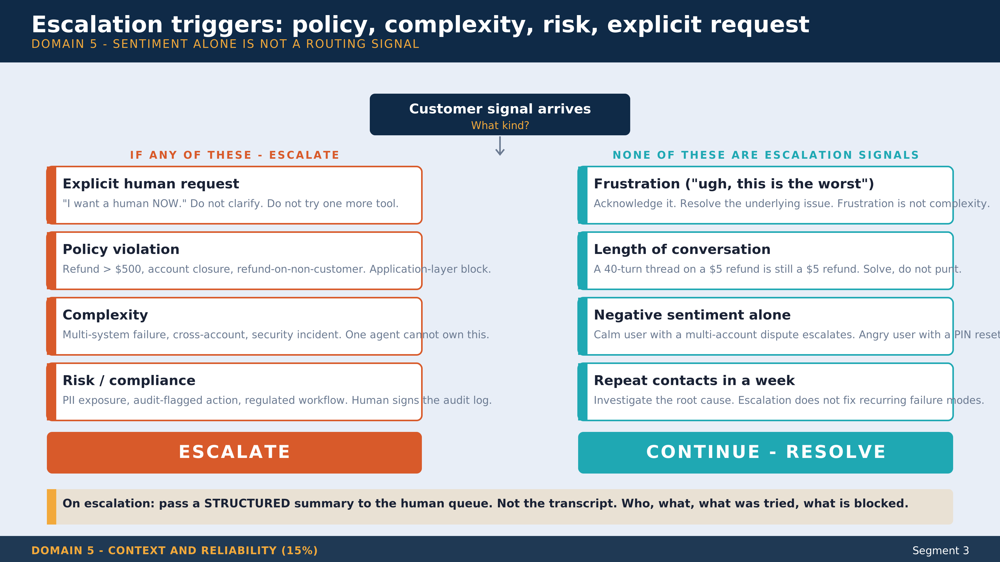 Escalation triggers: policy, complexity, risk, explicit request
DOMAIN 5 - SENTIMENT ALONE IS NOT A ROUTING SIGNAL
Customer signal arrives
What kind?
IF ANY OF THESE - ESCALATE
Explicit human request
"I want a human NOW." Do not clarify. Do not try one more tool.
Policy violation
Refund > $500, account closure, refund-on-non-customer. Application-layer block.
Complexity
Multi-system failure, cross-account, security incident. One agent cannot own this.
Risk / compliance
PII exposure, audit-flagged action, regulated workflow. Human signs the audit log.
ESCALATE
NONE OF THESE ARE ESCALATION SIGNALS
Frustration ("ugh, this is the worst")
Acknowledge it. Resolve the underlying issue. Frustration is not complexity.
Length of conversation
A 40-turn thread on a $5 refund is still a $5 refund. Solve, do not punt.
Negative sentiment alone
Calm user with a multi-account dispute escalates. Angry user with a PIN reset
Repeat contacts in a week
Investigate the root cause. Escalation does not fix recurring failure modes.
CONTINUE - RESOLVE
On escalation: pass a STRUCTURED summary to the human queue. Not the transcript. Who, what, what was tried, what is blocked.
DOMAIN 5 - CONTEXT AND RELIABILITY (15%)
Segment 3